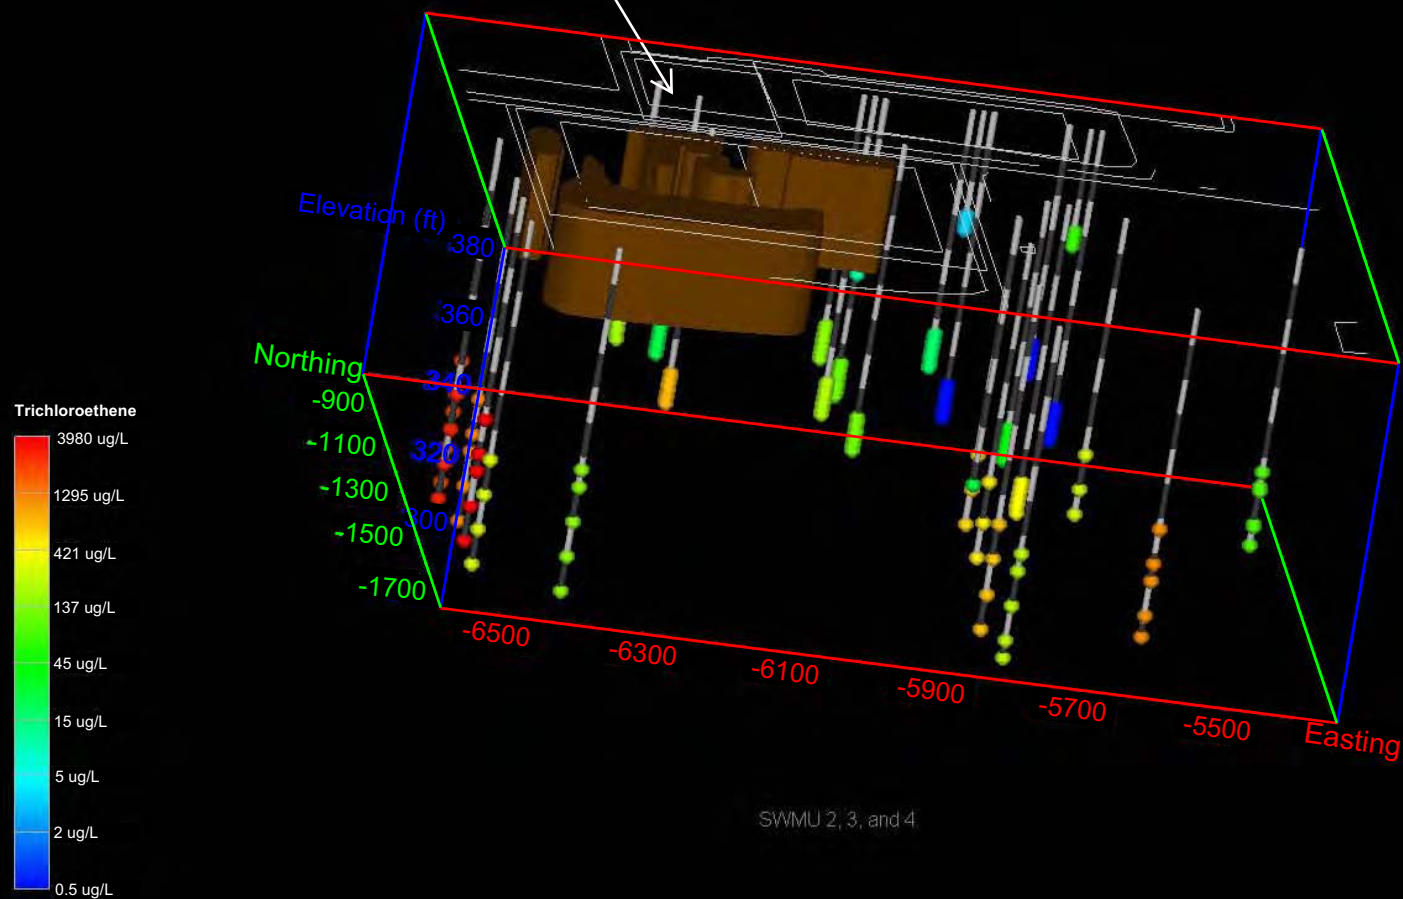 Elevation (ft)
380
360
340
320
300
Northing
-900
-1100
-1300
-1500
-1700
Trichloroethene
3980 ug/L
1295 ug/L
421 ug/L
137 ug/L
45 ug/L
15 ug/L
5 ug/L
2 ug/L
0.5 ug/L
-6500
-6300
-6100
-5900
-5700
-5500
Easting
SWMU 2, 3, and 4